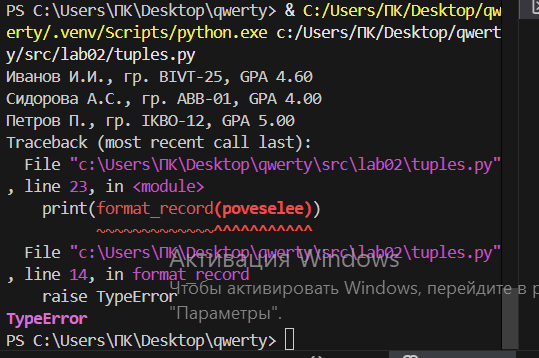 PS C:\Users\ПК\Desktop\qwerty> & C:/Users/ПК/Desktop/qw
erty/.venv/Scripts/python.exe c:/Users/ПК/Desktop/qwert
y/src/lab02/tuples.py
Иванов И.И., гр. BIVT-25, GPA 4.60
Сидорова А.С., гр. ABB-01, GPA 4.00
Петров П., гр. IKBO-12, GPA 5.00
Traceback (most recent call last):
  File "c:\Users\ПК\Desktop\qwerty\src\lab02\tuples.py"
, line 23, in <module>
    print(format_record(poveselee))
          ~~~~~~~~~~~~~^^^^^^^^^^^
  File "c:\Users\ПК\Desktop\qwerty\src\lab02\tuples.py"
, line 14, in format_record
Активация Windows
    raise TypeError
Чтобы активировать Windows, перейдите в
TypeError
"Параметры".
PS C:\Users\ПК\Desktop\qwerty>